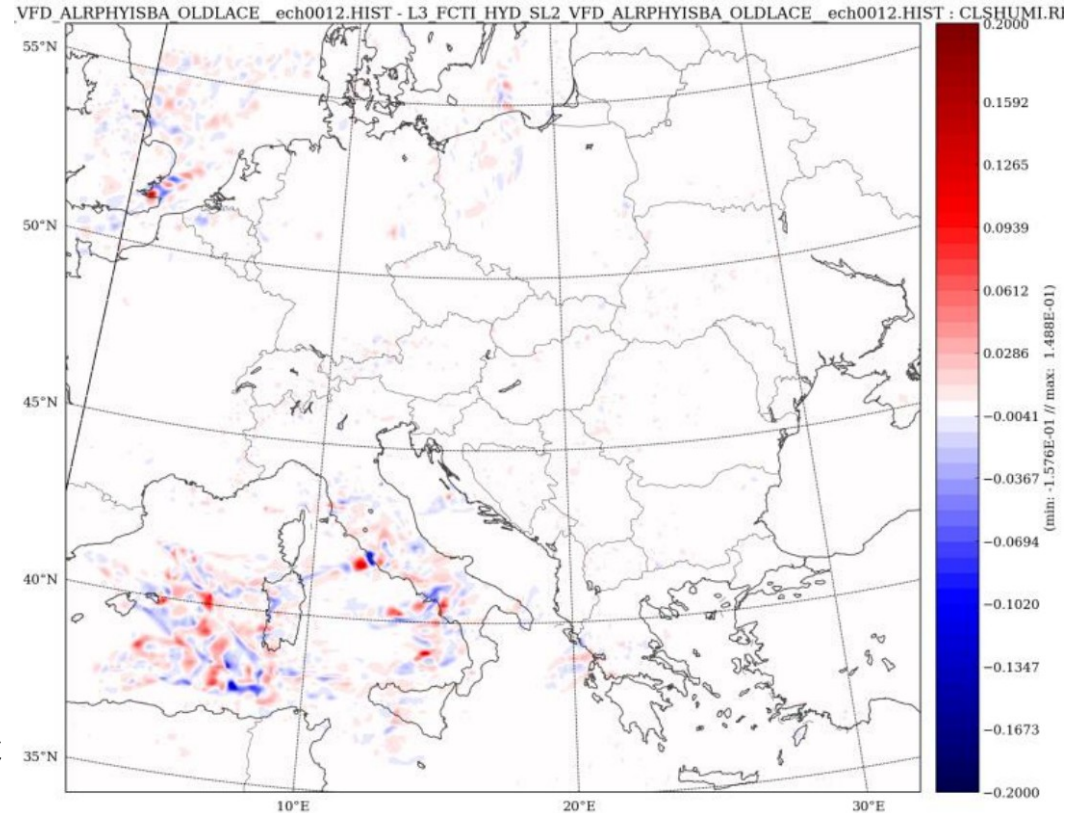 VFD_ALRPHYISBA_OLDLACE__ech0012.HIST - L3_FCTI_HYD_SL2_VFD_ALRPHYISBA_OLDLACE__ech0012.HIST : CLSHUMI.RI
55°N
50°N
45°N
40°N
35°N
10°E
20°E
30°E
0.2000
0.1592
0.1265
0.0939
0.0612
0.0286
−0.0041
−0.0367
−0.0694
−0.1020
−0.1347
−0.1673
−0.2000
(min: -1.576E-01 // max: 1.488E-01)